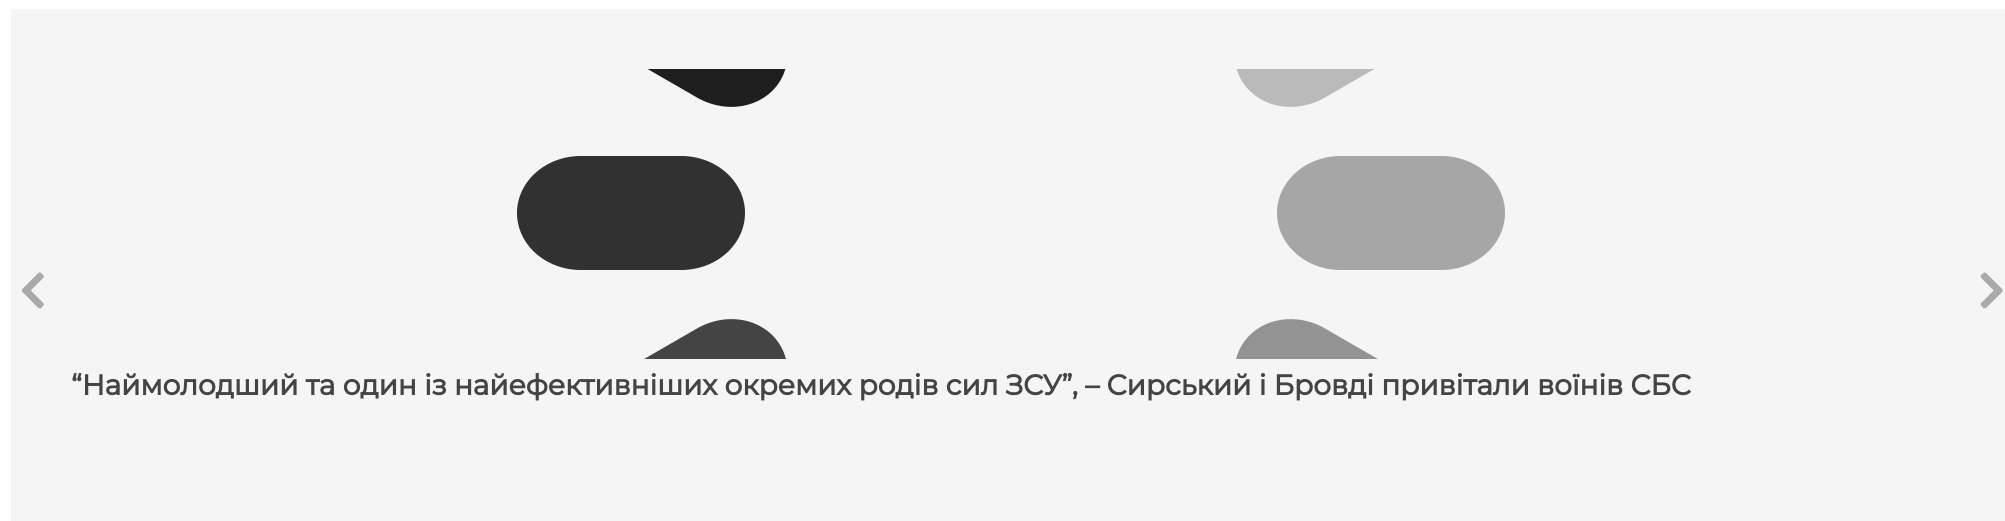 “Наймолодший та один із найефективніших окремих родів сил ЗСУ”, – Сирський і Бровді привітали воїнів СБС